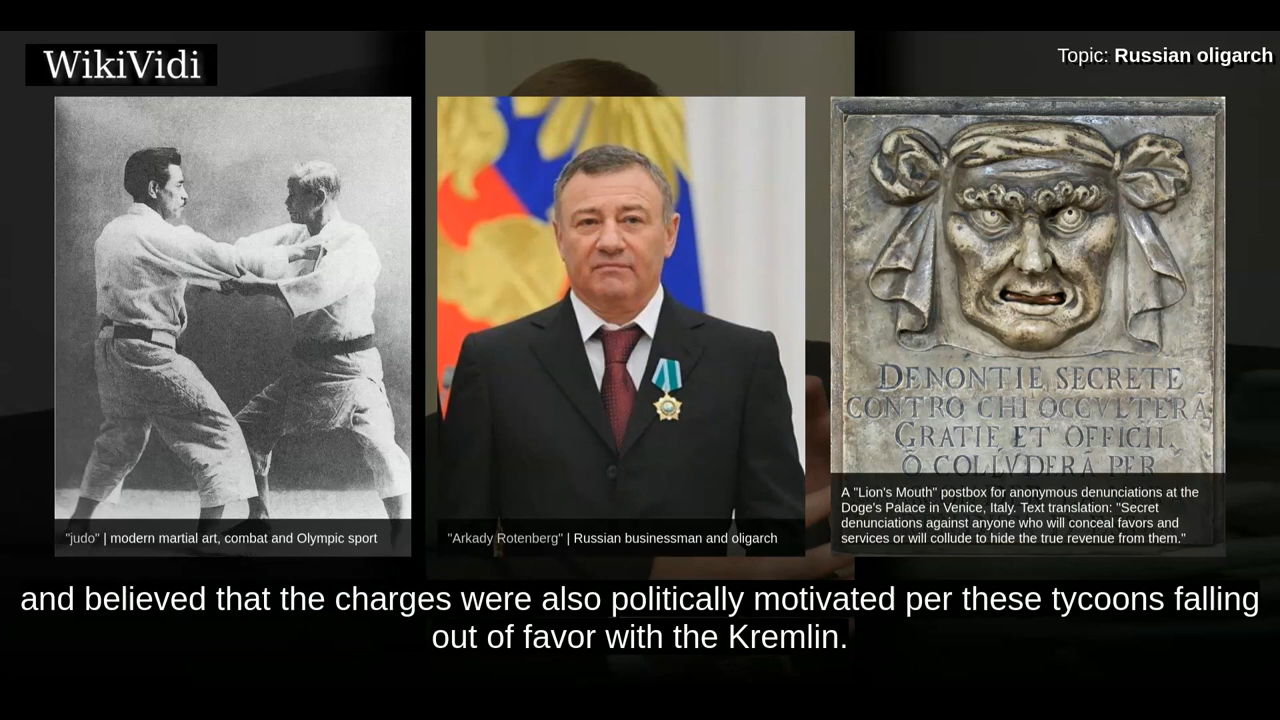 WikiVidi
Topic: Russian oligarch
"judo" | modern martial art, combat and Olympic sport
"Arkady Rotenberg" | Russian businessman and oligarch
DENONTIE SECRETE
CONTRO CHI OCCVLTERÀ
GRATIE ET OFFICII.
Ò COLLVDERÀ PER
A "Lion's Mouth" postbox for anonymous denunciations at the
Doge's Palace in Venice, Italy. Text translation: "Secret
denunciations against anyone who will conceal favors and
services or will collude to hide the true revenue from them."
and believed that the charges were also politically motivated per these tycoons falling
out of favor with the Kremlin.